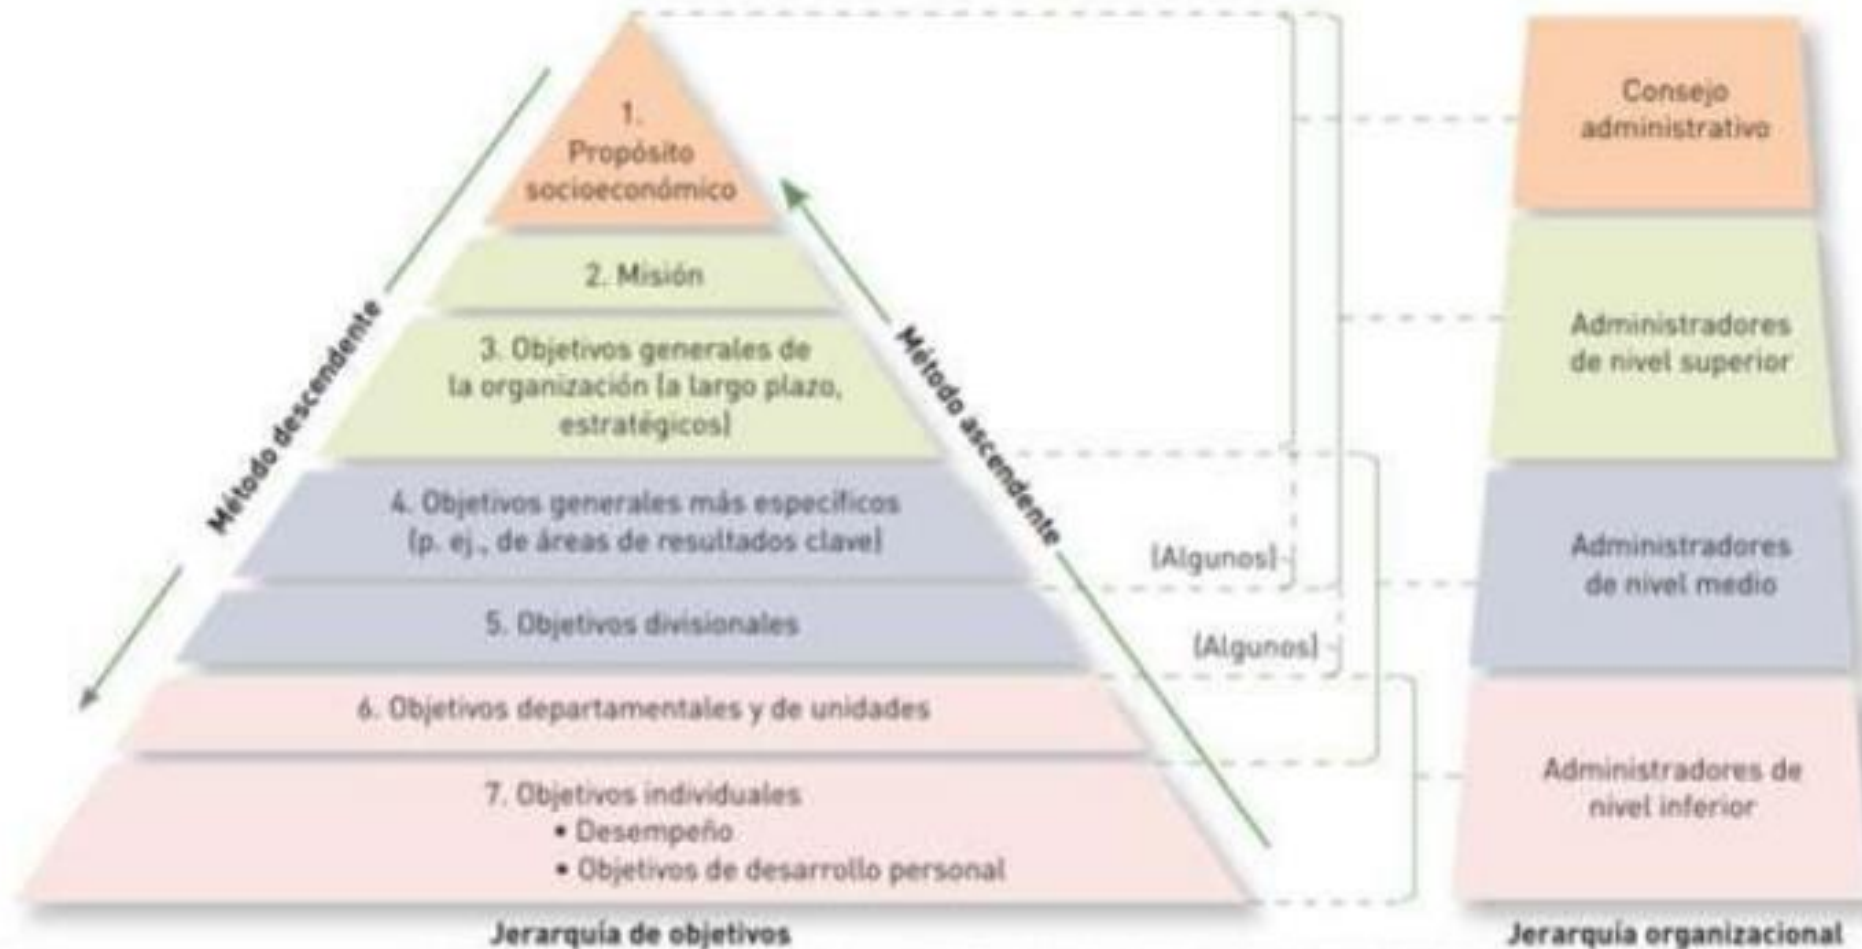 1.
Propósito
socioeconómico
2. Misión
3. Objetivos generales de
la organización (a largo plazo,
estratégicos)
4. Objetivos generales más específicos
(p. ej., de áreas de resultados clave)
5. Objetivos divisionales
6. Objetivos departamentales y de unidades
7. Objetivos individuales
• Desempeño
• Objetivos de desarrollo personal
Jerarquía de objetivos
Método descendente
Método ascendente
(Algunos)
(Algunos)
Consejo
administrativo
Administradores
de nivel superior
Administradores
de nivel medio
Administradores de
nivel inferior
Jerarquía organizacional